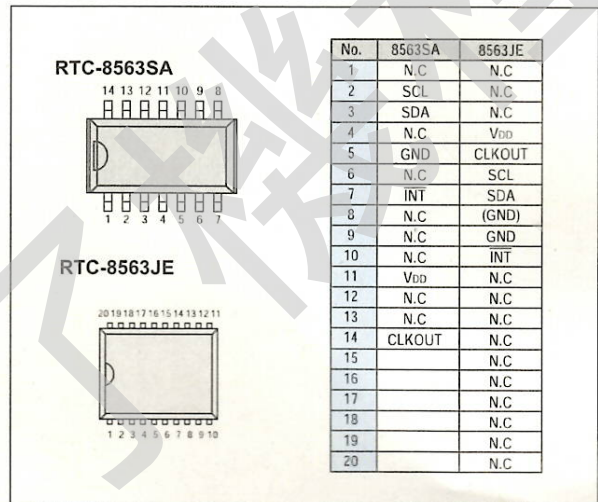 RTC-8563SA
14 13 12 11 10 9 8
1 2 3 4 5 6 7
RTC-8563JE
20 19 18 17 16 15 14 13 12 11
1 2 3 4 5 6 7 8 9 10
No. 8563SA 8563JE
1 N.C N.C
2 SCL N.C
3 SDA N.C
4 N.C VDD
5 GND CLKOUT
6 N.C SCL
7 INT SDA
8 N.C (GND)
9 N.C GND
10 N.C INT
11 VDD N.C
12 N.C N.C
13 N.C N.C
14 CLKOUT N.C
15 N.C
16 N.C
17 N.C
18 N.C
19 N.C
20 N.C